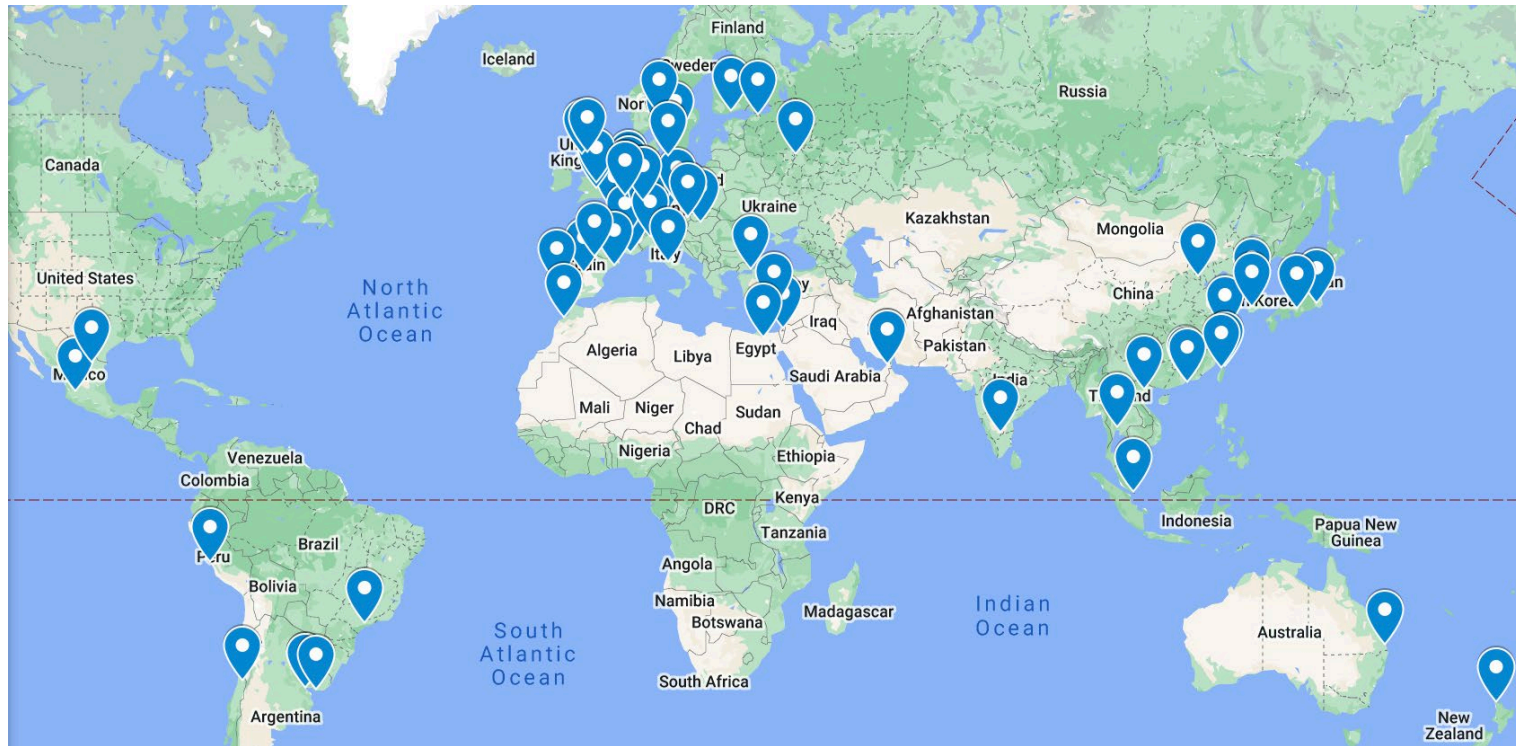 Finland
Iceland
Russia
Canada
Ukraine
Kazakhstan
Mongolia
United States
North
Atlantic
Ocean
China
Afghanistan
Iraq
Pakistan
Algeria
Libya
Egypt
Saudi Arabia
India
Mali
Niger
Sudan
Chad
Nigeria
Ethiopia
Venezuela
Colombia
Kenya
DRC
Tanzania
Indonesia
Papua New
Guinea
Brazil
Peru
Bolivia
Angola
Namibia
Botswana
Madagascar
Indian
Ocean
South
Atlantic
Ocean
Australia
South Africa
Argentina
New
Zealand